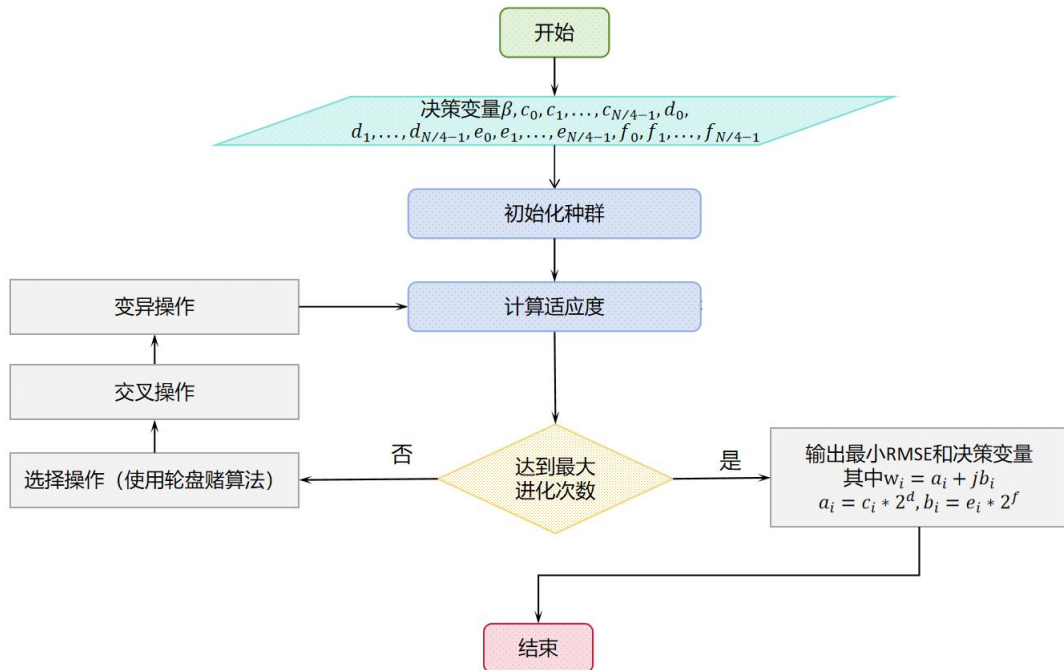 开始
决策变量β, c₀, c₁, . . . , c_{N/4−1}, d₀,
d₁, . . . , d_{N/4−1}, e₀, e₁, . . . , e_{N/4−1}, f₀, f₁, . . . , f_{N/4−1}
初始化种群
计算适应度
变异操作
交叉操作
选择操作（使用轮盘赌算法）
否
达到最大
进化次数
是
输出最小RMSE和决策变量
其中wᵢ = aᵢ + jbᵢ
aᵢ = cᵢ * 2ᵈ, bᵢ = eᵢ * 2ᶠ
结束